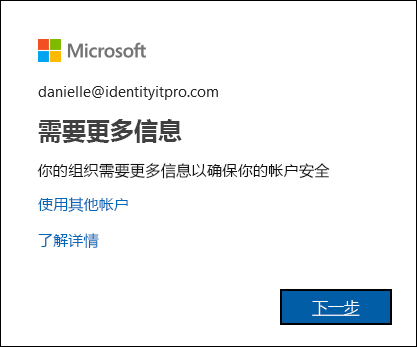 Microsoft
danielle@identityitpro.com
需要更多信息
你的组织需要更多信息以确保你的帐户安全
使用其他帐户
了解详情
下一步